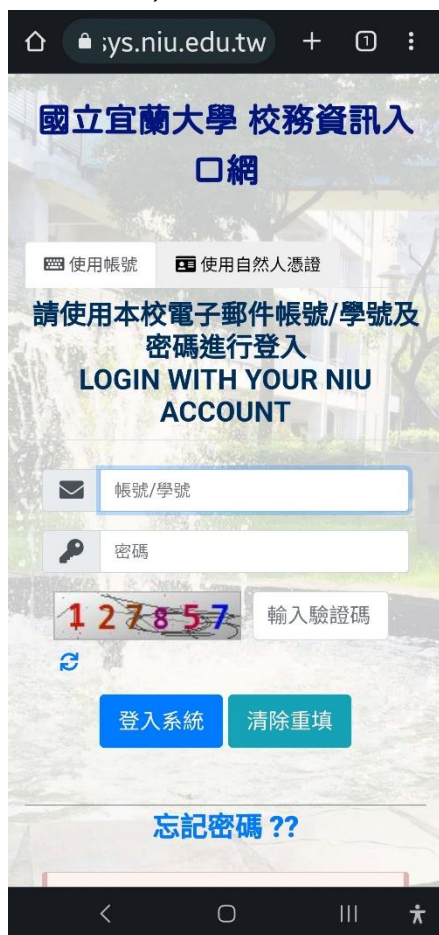 ;ys.niu.edu.tw
1
國立宜蘭大學 校務資訊入
口網
使用帳號
使用自然人憑證
請使用本校電子郵件帳號/學號及
密碼進行登入
LOGIN WITH YOUR NIU
ACCOUNT
帳號/學號
密碼
127857
輸入驗證碼
登入系統
清除重填
忘記密碼 ??